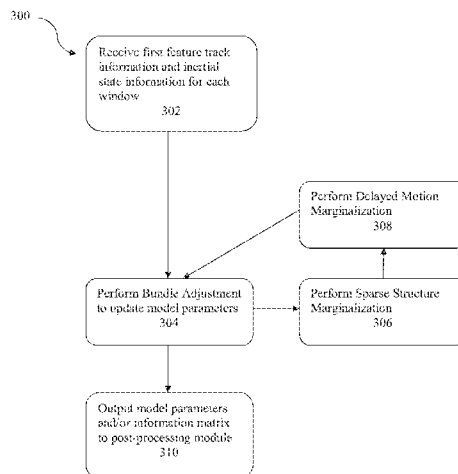 300
Receive first feature track
information and inertial
state information for each
window
302
Perform Delayed Motion
Marginalization
308
Perform Bundle Adjustment
to update model parameters
304
Perform Sparse Structure
Marginalization
306
Output model parameters
and/or information matrix
to post-processing module
310